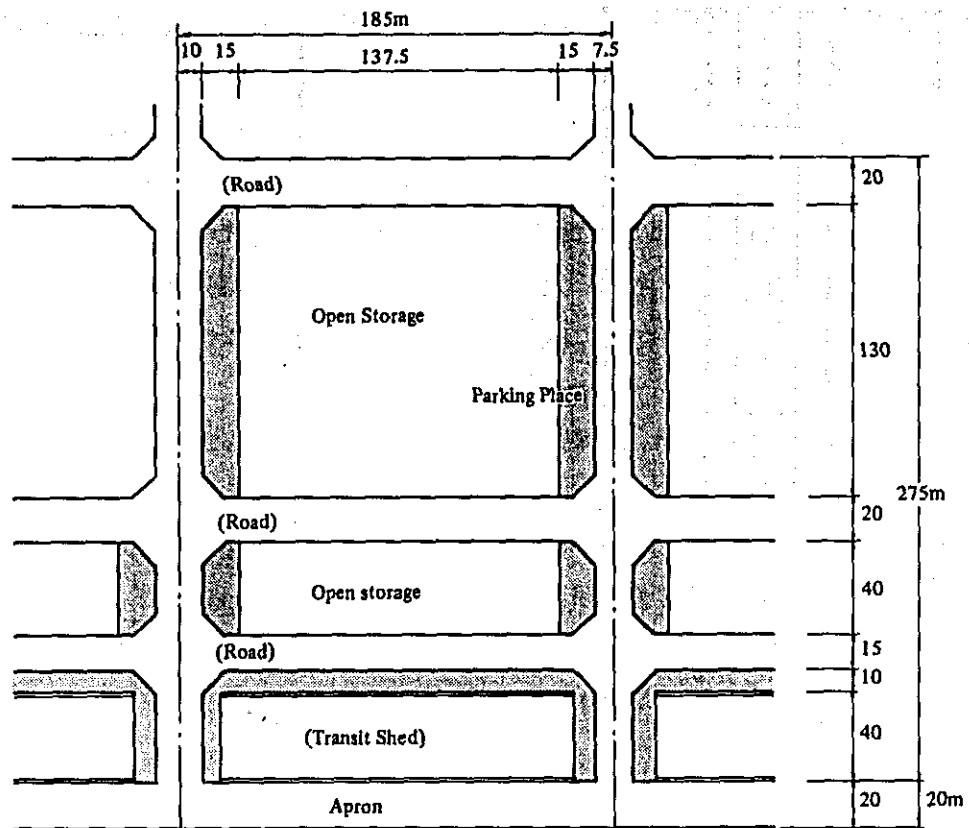 185m
10 15 137.5 15 7.5
(Road)
20
Open Storage
130
Parking Place
275m
(Road)
20
Open storage
40
(Road)
15
10
(Transit Shed)
40
Apron
20 20m